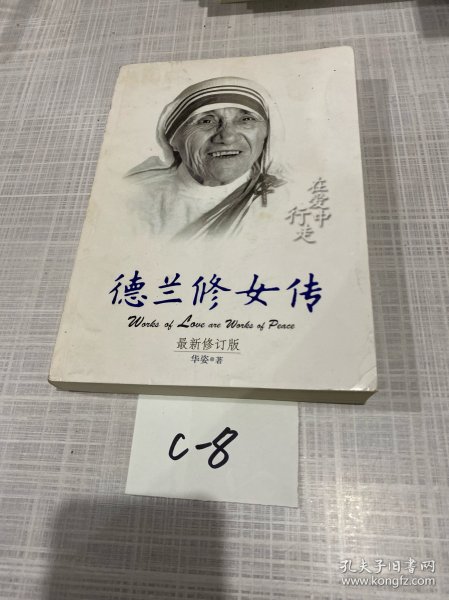 在爱中
行走
德兰修女传
Works of Love are Works of Peace
最新修订版
华姿 著
C-8
孔夫子旧书网
www.kongfz.com